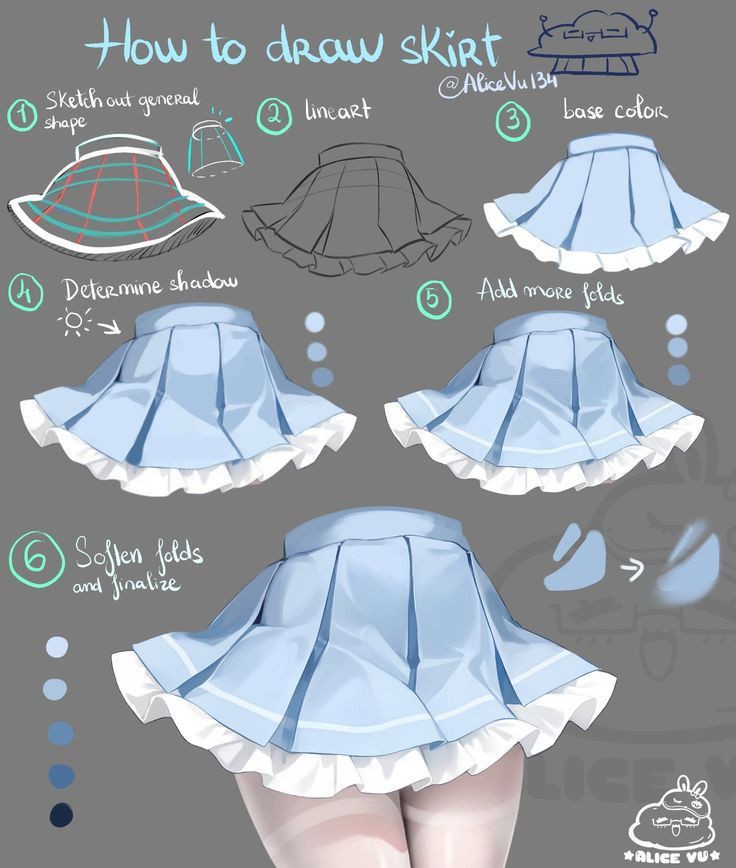 How to draw skirt
@AliceVu134
1 Sketch out general
shape
2 lineart
3 base color
4 Determine shadow
5 Add more folds
6 Soften folds
and finalize
ALICE VU
★ALICE VU★